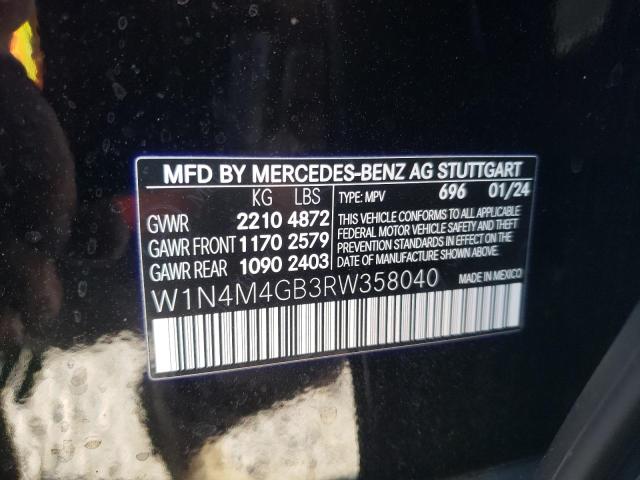 MFD BY MERCEDES-BENZ AG STUTTGART
KG LBS TYPE: MPV 696 01/24
GWVR 2210 4872
GAWR FRONT 1170 2579
GAWR REAR 1090 2403
THIS VEHICLE CONFORMS TO ALL APPLICABLE
FEDERAL MOTOR VEHICLE SAFETY AND THEFT
PREVENTION STANDARDS IN EFFECT ON THE
DATE OF MANUFACTURE SHOWN ABOVE.
W1N4M4GB3RW358040 MADE IN MEXICO